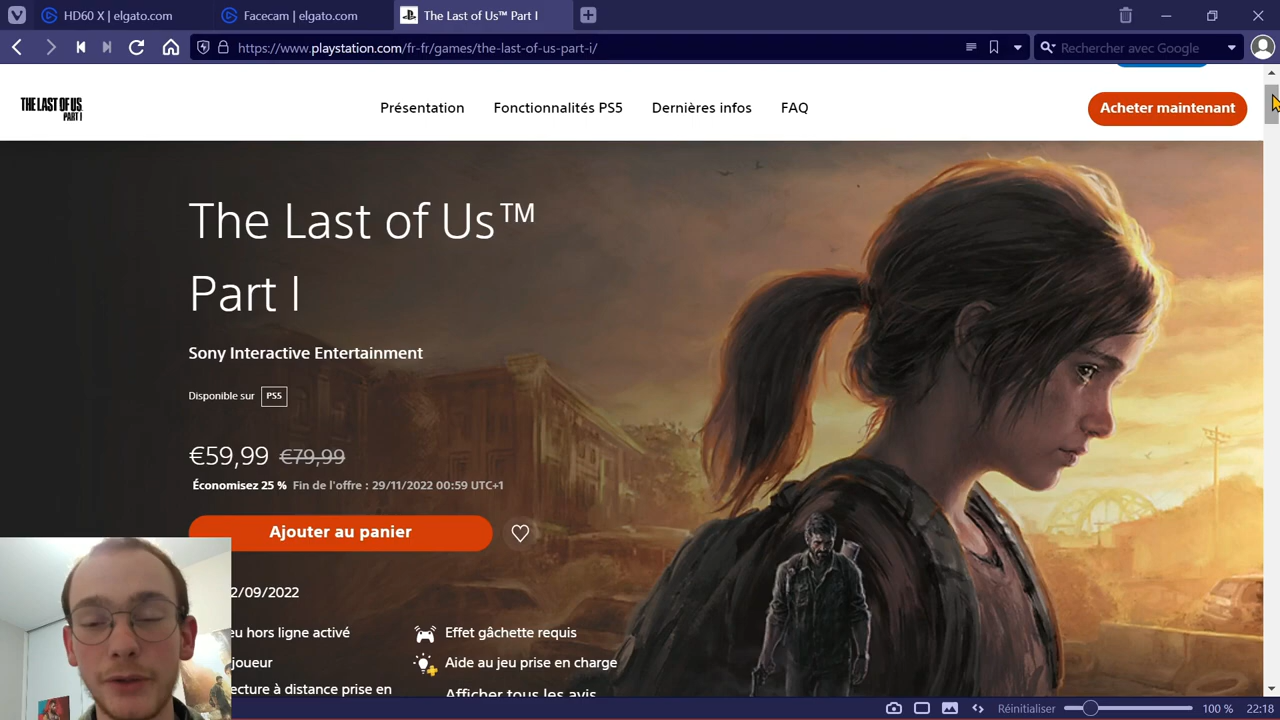 HD60 X | elgato.com
Facecam | elgato.com
The Last of Us™ Part I
https://www.playstation.com/fr-fr/games/the-last-of-us-part-i/
Rechercher avec Google
THE LAST OF US
PART I
Présentation
Fonctionnalités PS5
Dernières infos
FAQ
Acheter maintenant
The Last of Us™
Part I
Sony Interactive Entertainment
Disponible sur PS5
€59,99 €79,99
Économisez 25 % Fin de l'offre : 29/11/2022 00:59 UTC+1
Ajouter au panier
2/09/2022
eu hors ligne activé
Effet gâchette requis
joueur
Aide au jeu prise en charge
ecture à distance prise en
Afficher tous les avis
Réinitialiser
100 %
22:18